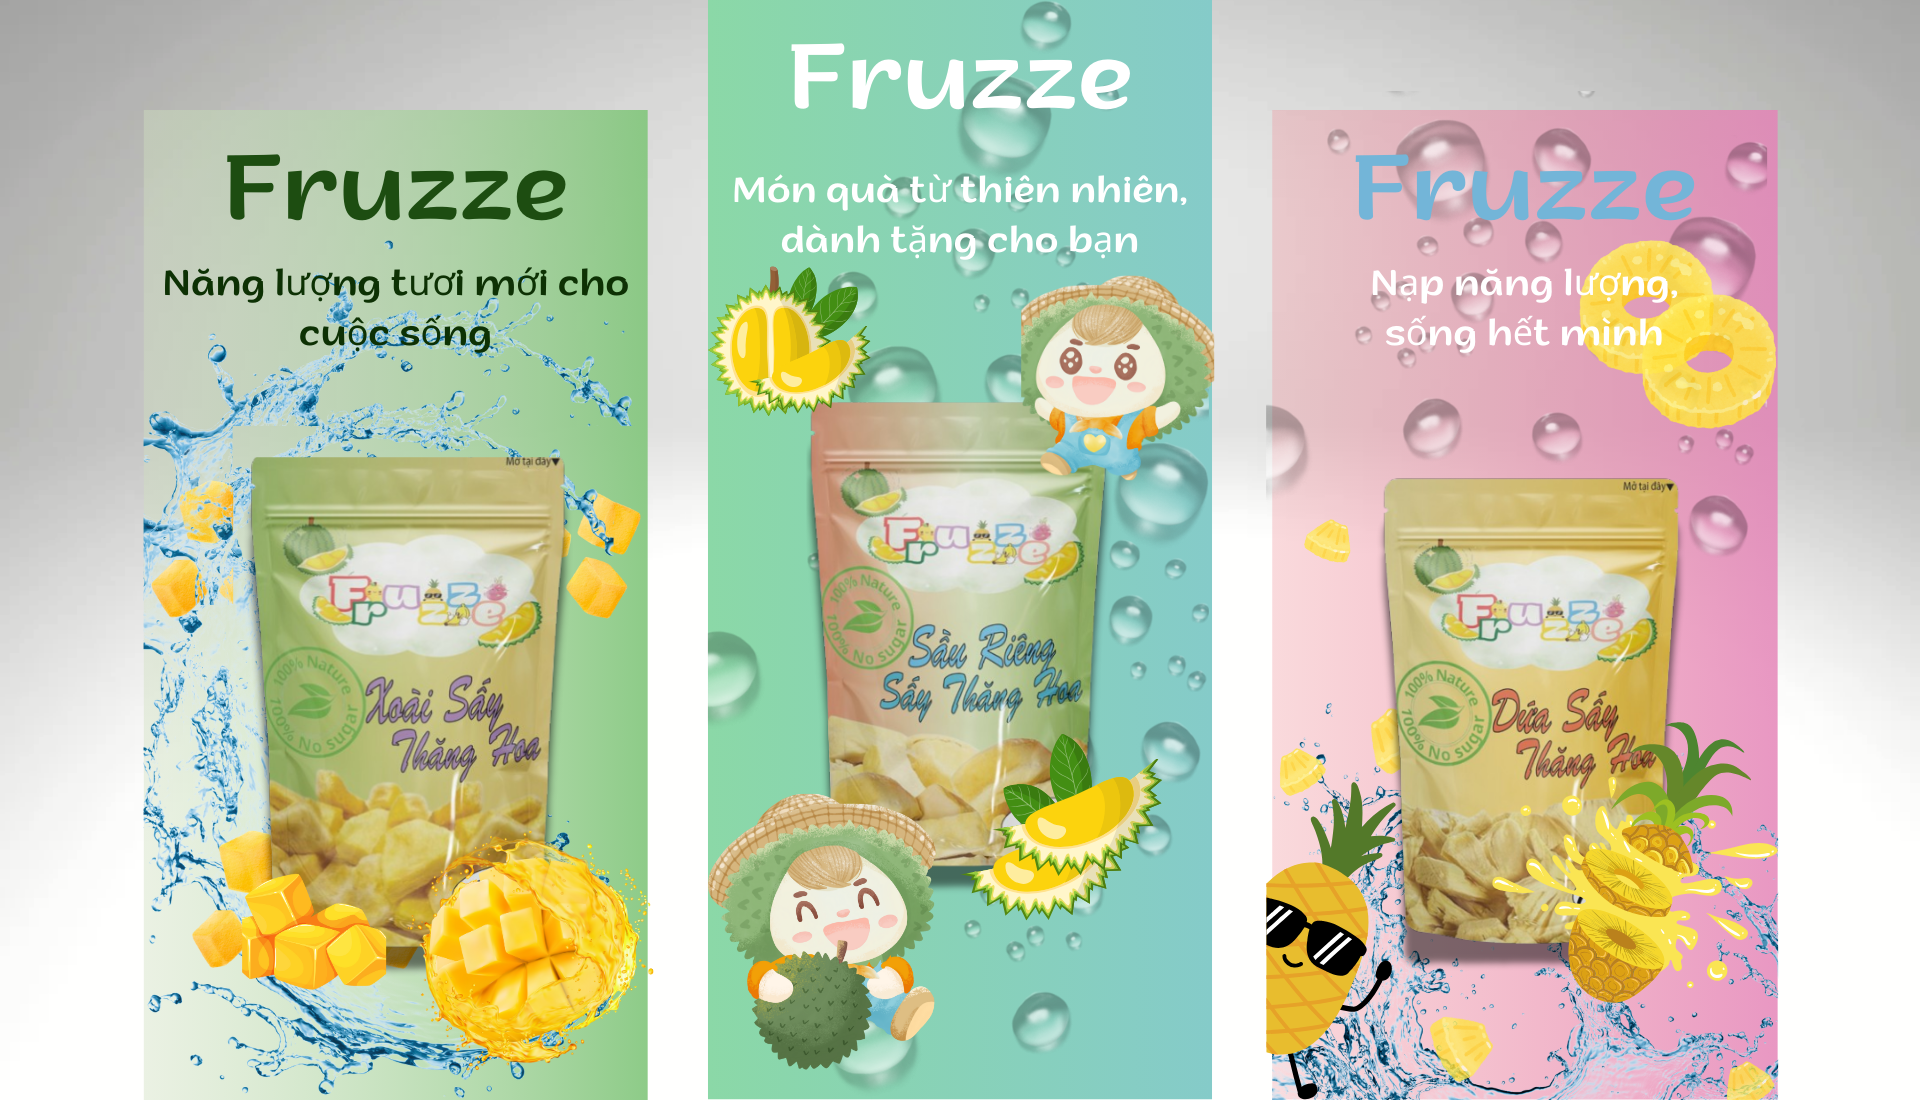 Fruzze
Năng lượng tươi mới cho
cuộc sống
Mở tại đây▼
Fruzze
100% Nature
100% No sugar
Xoài Sấy
Thăng Hoa
Fruzze
Món quà từ thiên nhiên,
dành tặng cho bạn
Fruzze
100% Nature
100% No sugar
Sầu Riêng
Sấy Thăng Hoa
Fruzze
Nạp năng lượng,
sống hết mình
Mở tại đây▼
Fruzze
100% Nature
100% No sugar
Dứa Sấy
Thăng Hoa